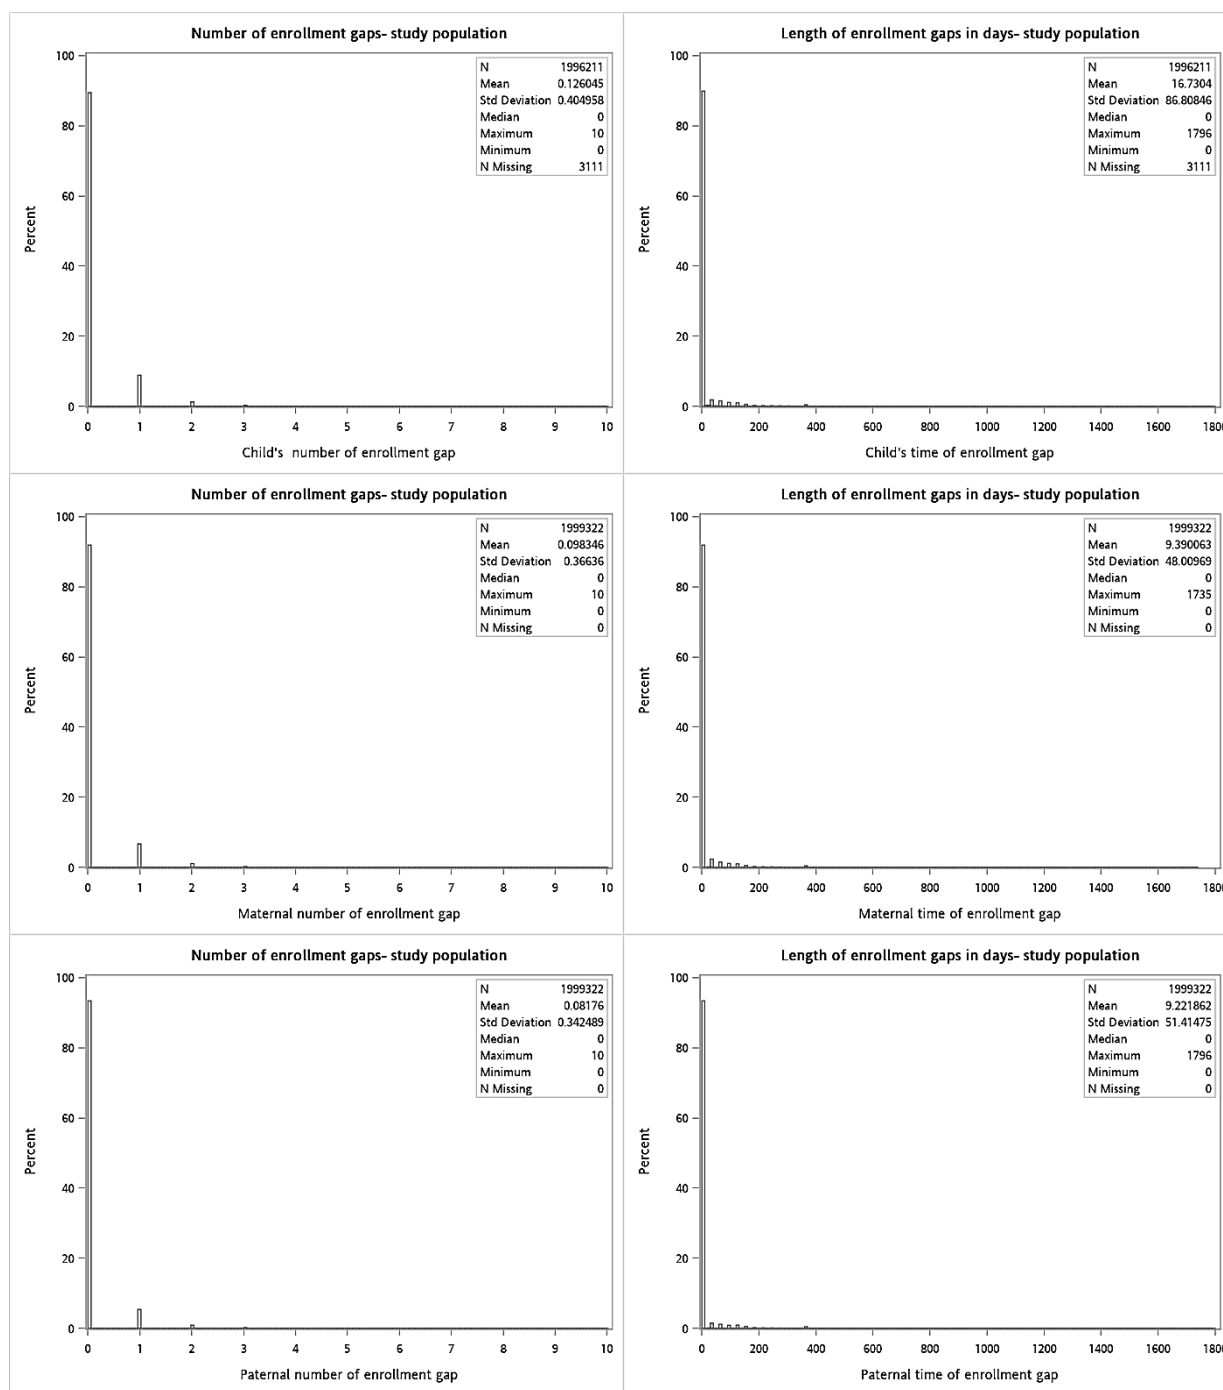 Number of enrollment gaps- study population
N 1996211
Mean 0.126045
Std Deviation 0.404958
Median 0
Maximum 10
Minimum 0
N Missing 3111
100
80
60
40
20
0
Percent
0 1 2 3 4 5 6 7 8 9 10
Child's number of enrollment gap
Length of enrollment gaps in days- study population
N 1996211
Mean 16.7304
Std Deviation 86.80846
Median 0
Maximum 1796
Minimum 0
N Missing 3111
100
80
60
40
20
0
Percent
0 200 400 600 800 1000 1200 1400 1600 1800
Child's time of enrollment gap
Number of enrollment gaps- study population
N 1999322
Mean 0.098346
Std Deviation 0.36636
Median 0
Maximum 10
Minimum 0
N Missing 0
100
80
60
40
20
0
Percent
0 1 2 3 4 5 6 7 8 9 10
Maternal number of enrollment gap
Length of enrollment gaps in days- study population
N 1999322
Mean 9.390063
Std Deviation 48.00969
Median 0
Maximum 1735
Minimum 0
N Missing 0
100
80
60
40
20
0
Percent
0 200 400 600 800 1000 1200 1400 1600 1800
Maternal time of enrollment gap
Number of enrollment gaps- study population
N 1999322
Mean 0.08176
Std Deviation 0.342489
Median 0
Maximum 10
Minimum 0
N Missing 0
100
80
60
40
20
0
Percent
0 1 2 3 4 5 6 7 8 9 10
Paternal number of enrollment gap
Length of enrollment gaps in days- study population
N 1999322
Mean 9.221862
Std Deviation 51.41475
Median 0
Maximum 1796
Minimum 0
N Missing 0
100
80
60
40
20
0
Percent
0 200 400 600 800 1000 1200 1400 1600 1800
Paternal time of enrollment gap